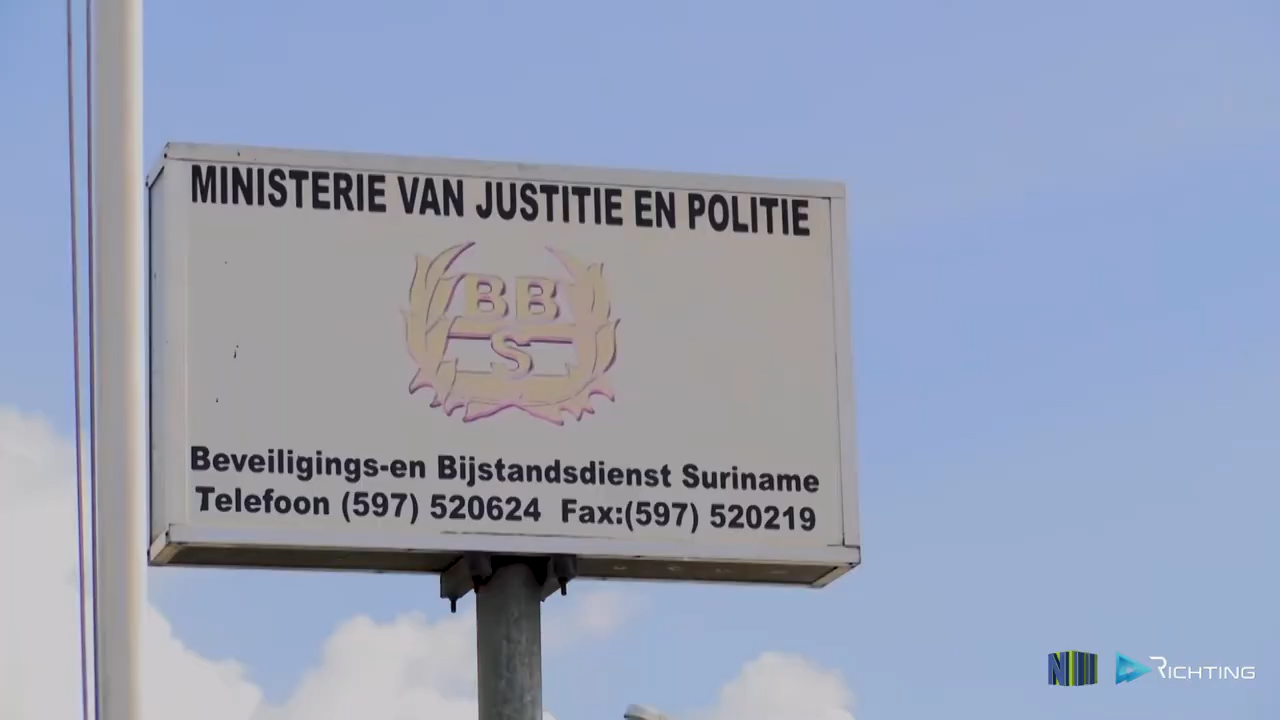 MINISTERIE VAN JUSTITIE EN POLITIE
BB
S
Beveiligings-en Bijstandsdienst Suriname
Telefoon (597) 520624 Fax:(597) 520219
N
RICHTING